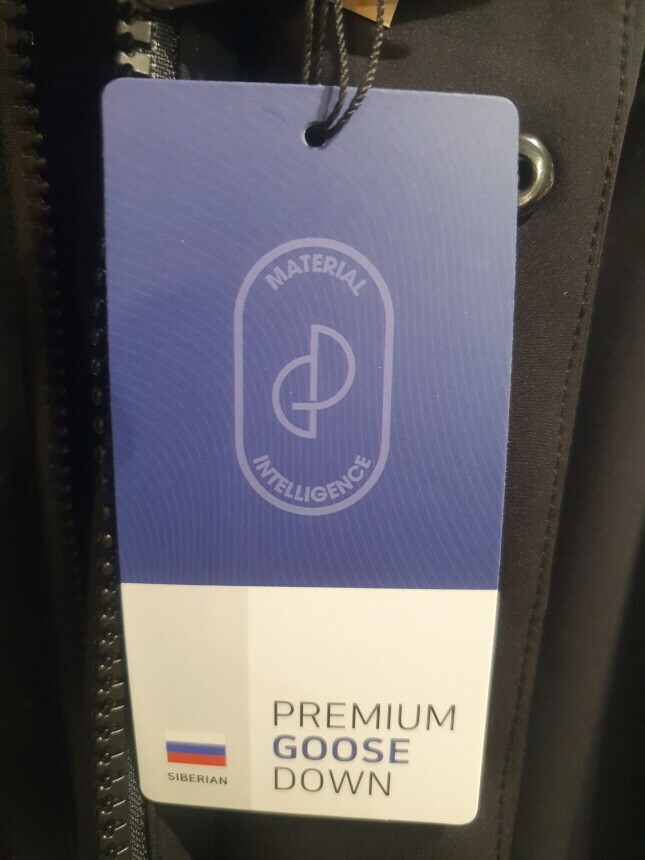 MATERIAL
INTELLIGENCE
PREMIUM
GOOSE
DOWN
SIBERIAN